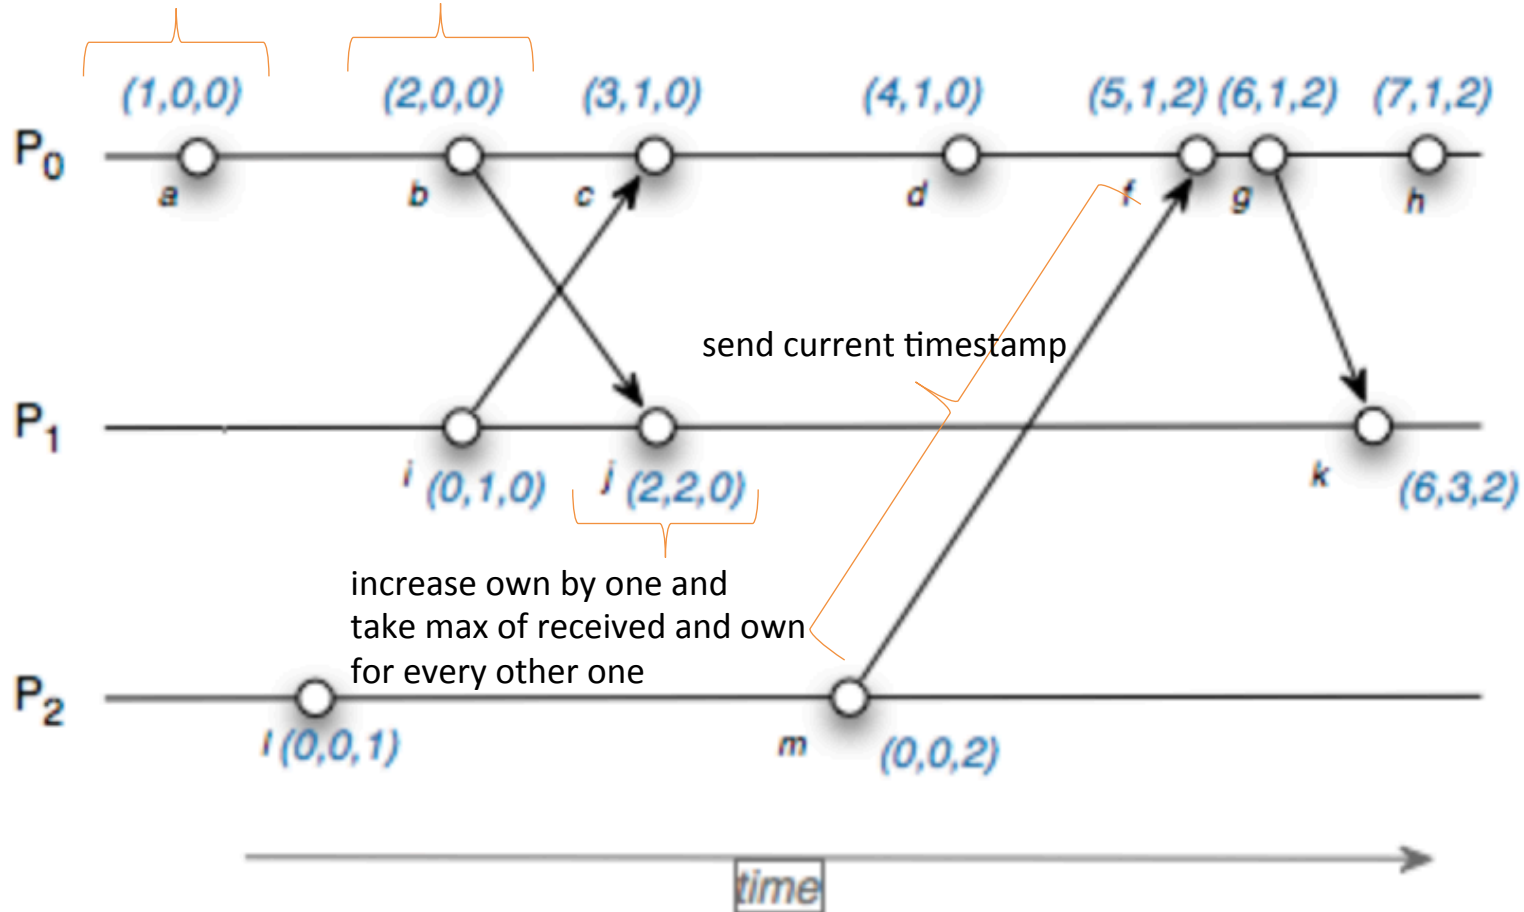 (1,0,0) (2,0,0) (3,1,0) (4,1,0) (5,1,2) (6,1,2) (7,1,2)
P0
a b c d f g h
send current timestamp
P1
i (0,1,0) j (2,2,0) k (6,3,2)
increase own by one and
take max of received and own
for every other one
P2
l (0,0,1) m (0,0,2)
time